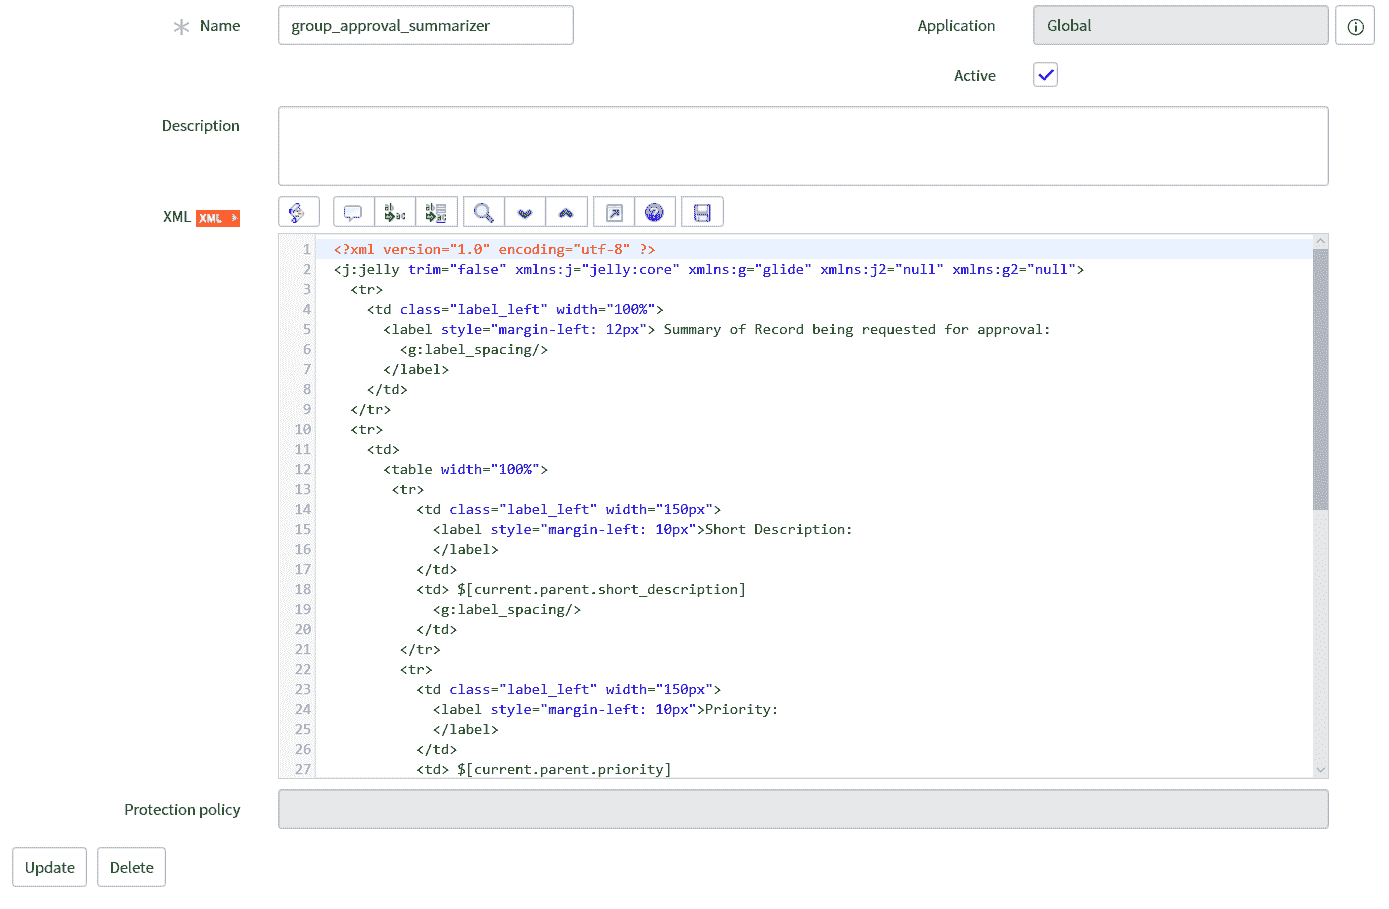 Name
group_approval_summarizer
Application
Global
Active
Description
XML XML
1 <?xml version="1.0" encoding="utf-8" ?>
2 <j:jelly trim="false" xmlns:j="jelly:core" xmlns:g="glide" xmlns:j2="null" xmlns:g2="null">
3 <tr>
4 <td class="label_left" width="100%">
5 <label style="margin-left: 12px"> Summary of Record being requested for approval:
6 <g:label_spacing/>
7 </label>
8 </td>
9 </tr>
10 <tr>
11 <td>
12 <table width="100%">
13 <tr>
14 <td class="label_left" width="150px">
15 <label style="margin-left: 10px">Short Description:
16 </label>
17 </td>
18 <td> $[current.parent.short_description]
19 <g:label_spacing/>
20 </td>
21 </tr>
22 <tr>
23 <td class="label_left" width="150px">
24 <label style="margin-left: 10px">Priority:
25 </label>
26 </td>
27 <td> $[current.parent.priority]
Protection policy
Update
Delete